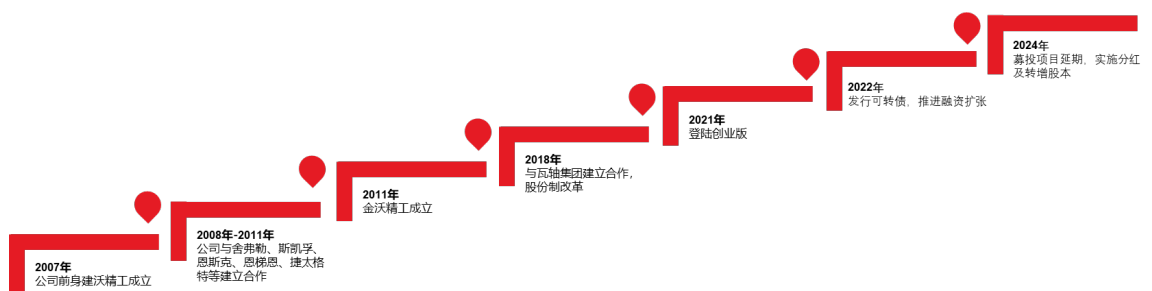 2007年
公司前身建沃精工成立
2008年-2011年
公司与舍弗勒、斯凯孚、
恩斯克、恩梯恩、捷太格
特等建立合作
2011年
金沃精工成立
2018年
与瓦轴集团建立合作，
股份制改革
2021年
登陆创业版
2022年
发行可转债，推进融资扩张
2024年
募投项目延期，实施分红
及转增股本